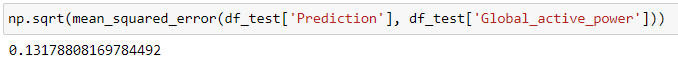 np.sqrt(mean_squared_error(df_test['Prediction'], df_test['Global_active_power']))
0.13178808169784492